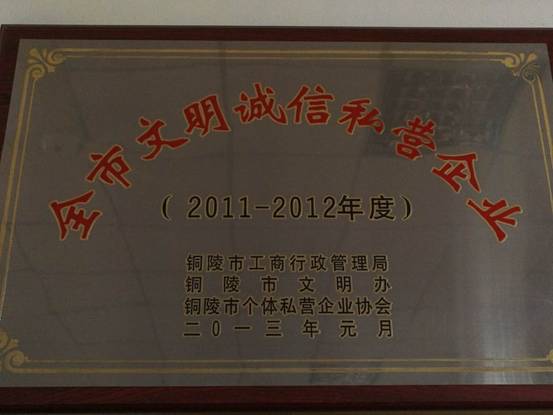 全市文明诚信私营企业
（2011-2012年度）
铜陵市工商行政管理局
铜陵市文明办
铜陵市个体私营企业协会
二0一三年元月